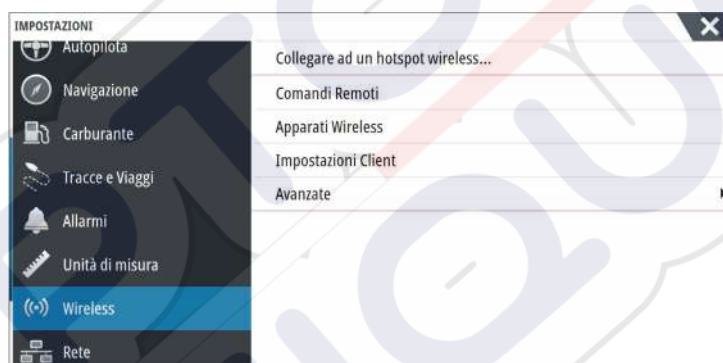 IMPOSTAZIONI
Autopilota
Navigazione
Carburante
Tracce e Viaggi
Allarmi
Unità di misura
Wireless
Rete
Collegare ad un hotspot wireless...
Comandi Remoti
Apparati Wireless
Impostazioni Client
Avanzate